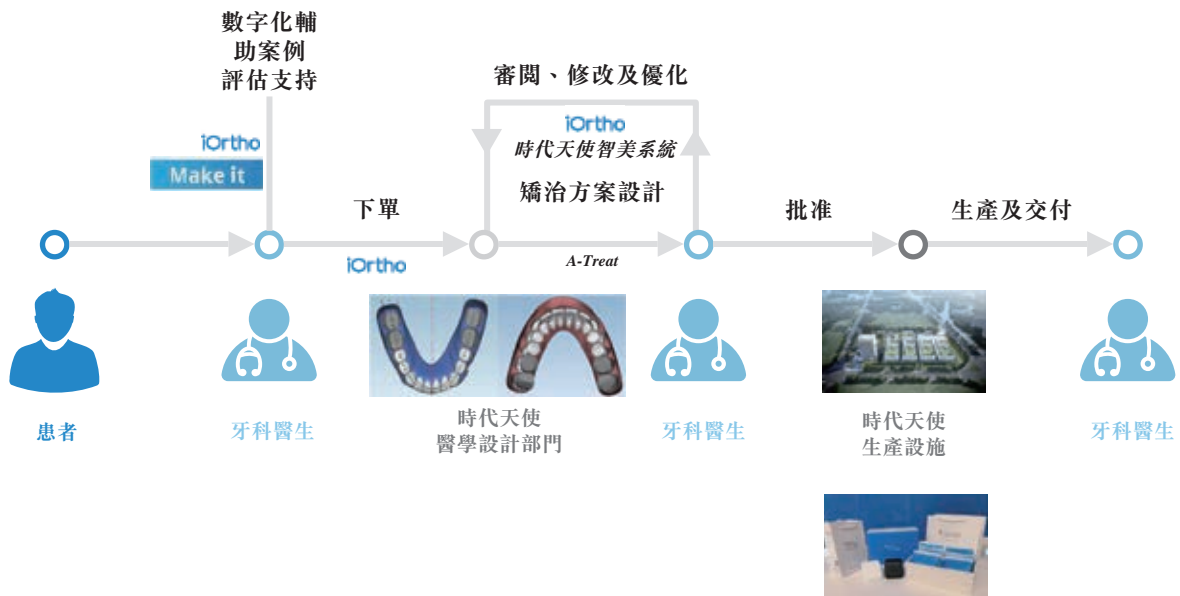 數字化輔
助案例
評估支持
iOrtho
Make it
審閱、修改及優化
iOrtho
時代天使智美系統
矯治方案設計
下單
批准
生產及交付
iOrtho
A-Treat
患者
牙科醫生
時代天使
醫學設計部門
牙科醫生
時代天使
生產設施
牙科醫生